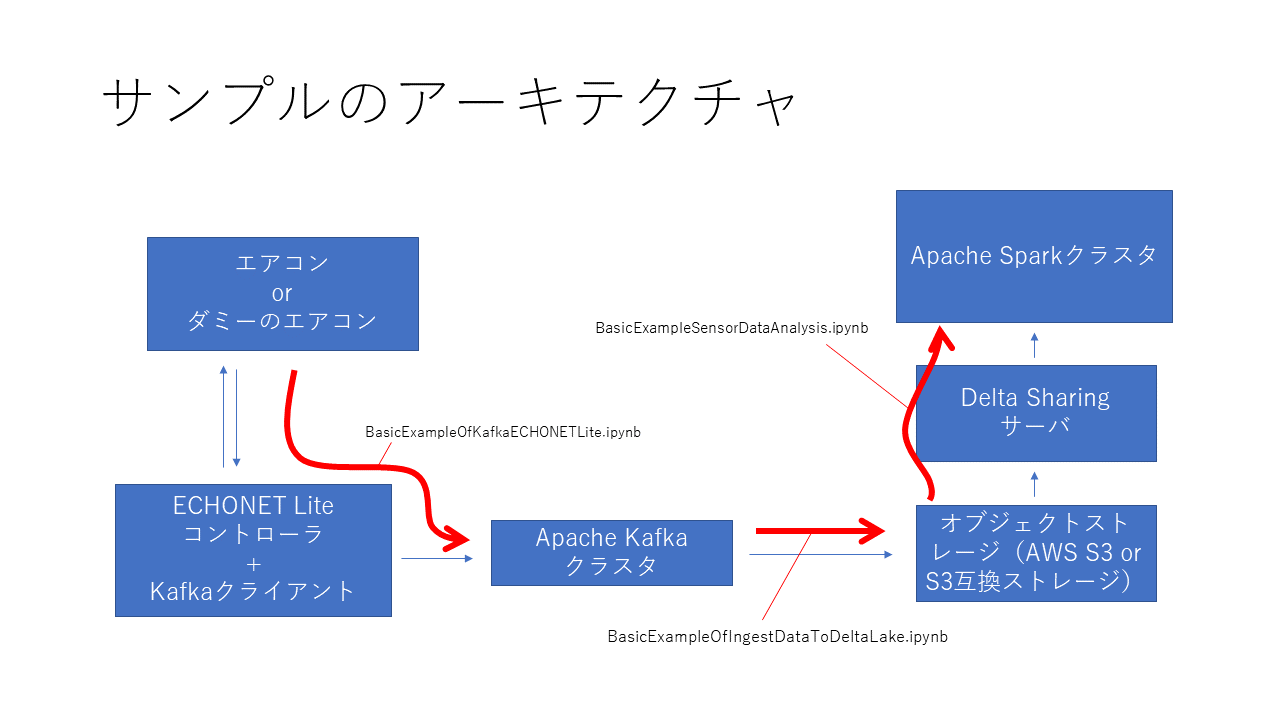 サンプルのアーキテクチャ
エアコン
or
ダミーのエアコン
Apache Sparkクラスタ
BasicExampleSensorDataAnalysis.ipynb
Delta Sharing
サーバ
BasicExampleOfKafkaECHONETLite.ipynb
ECHONET Lite
コントローラ
+
Kafkaクライアント
Apache Kafka
クラスタ
オブジェクトスト
レージ（AWS S3 or
S3互換ストレージ）
BasicExampleOfIngestDataToDeltaLake.ipynb